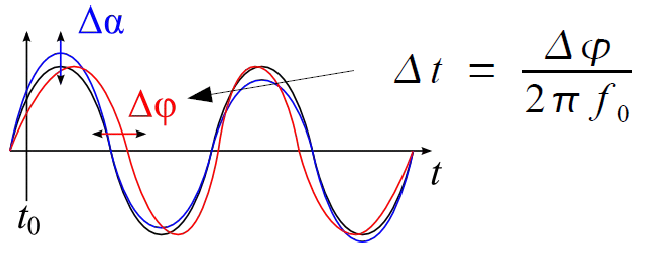 Δα
Δφ
Δt = Δφ / 2πf₀
t
t₀